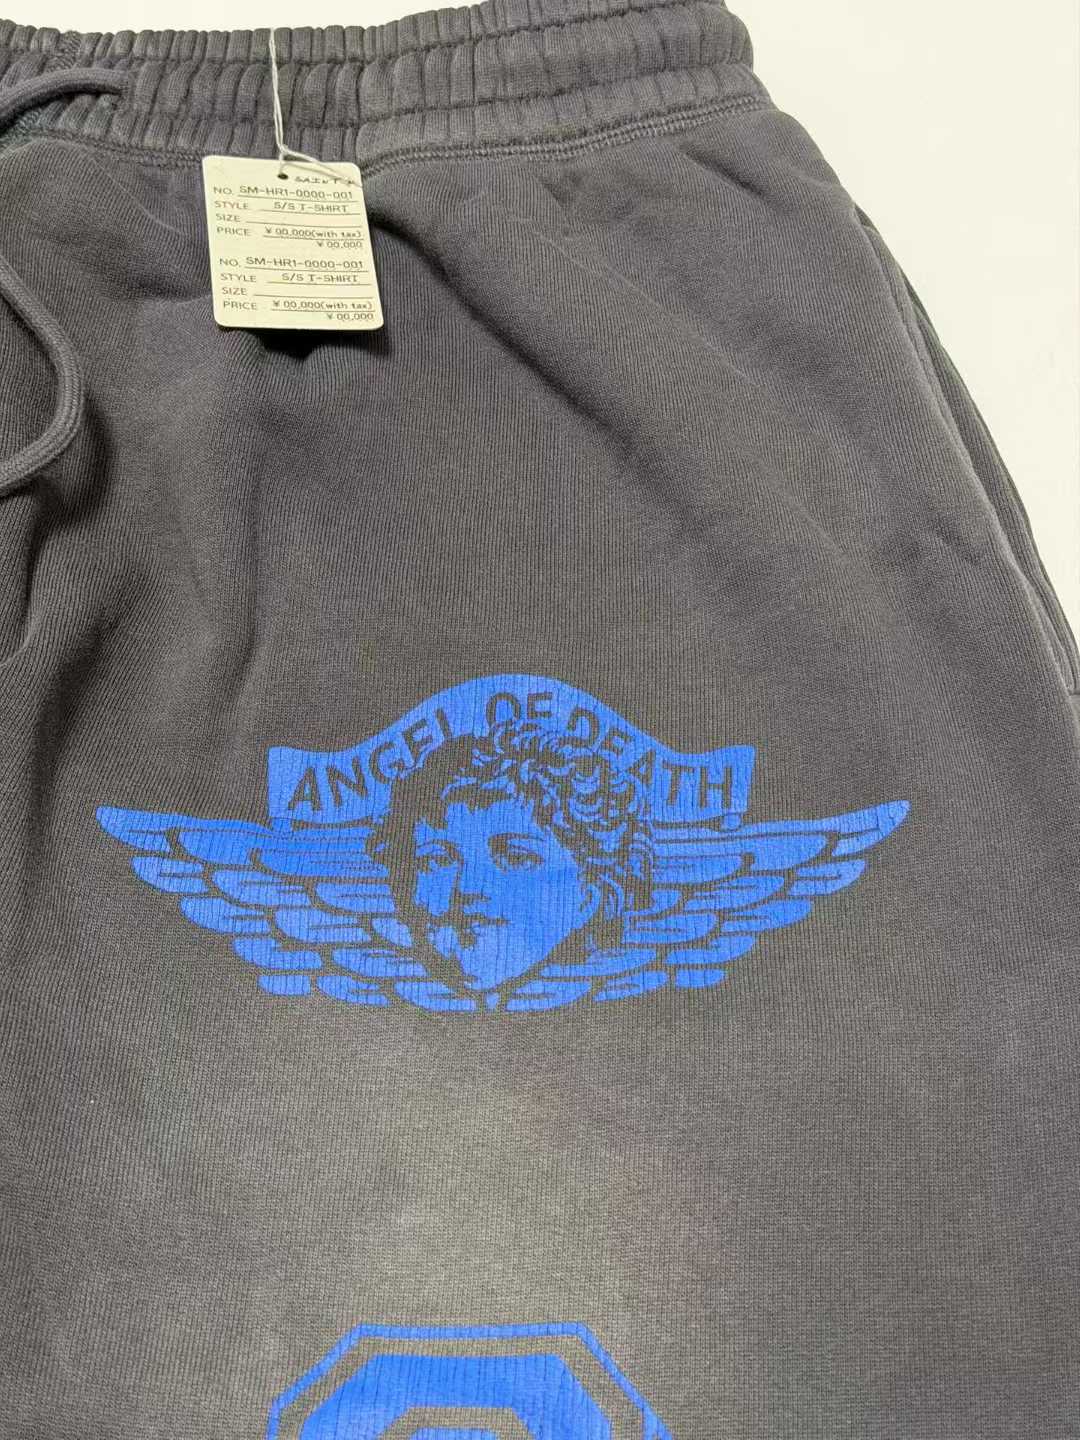 NO. SM-HR1-0000-001
STYLE S/S T-SHIRT
SIZE
PRICE ¥ 00,000(with tax)
¥ 00,000
NO. SM-HR1-0000-001
STYLE S/S T-SHIRT
SIZE
PRICE ¥ 00,000(with tax)
¥ 00,000
ANGEL OF DEATH